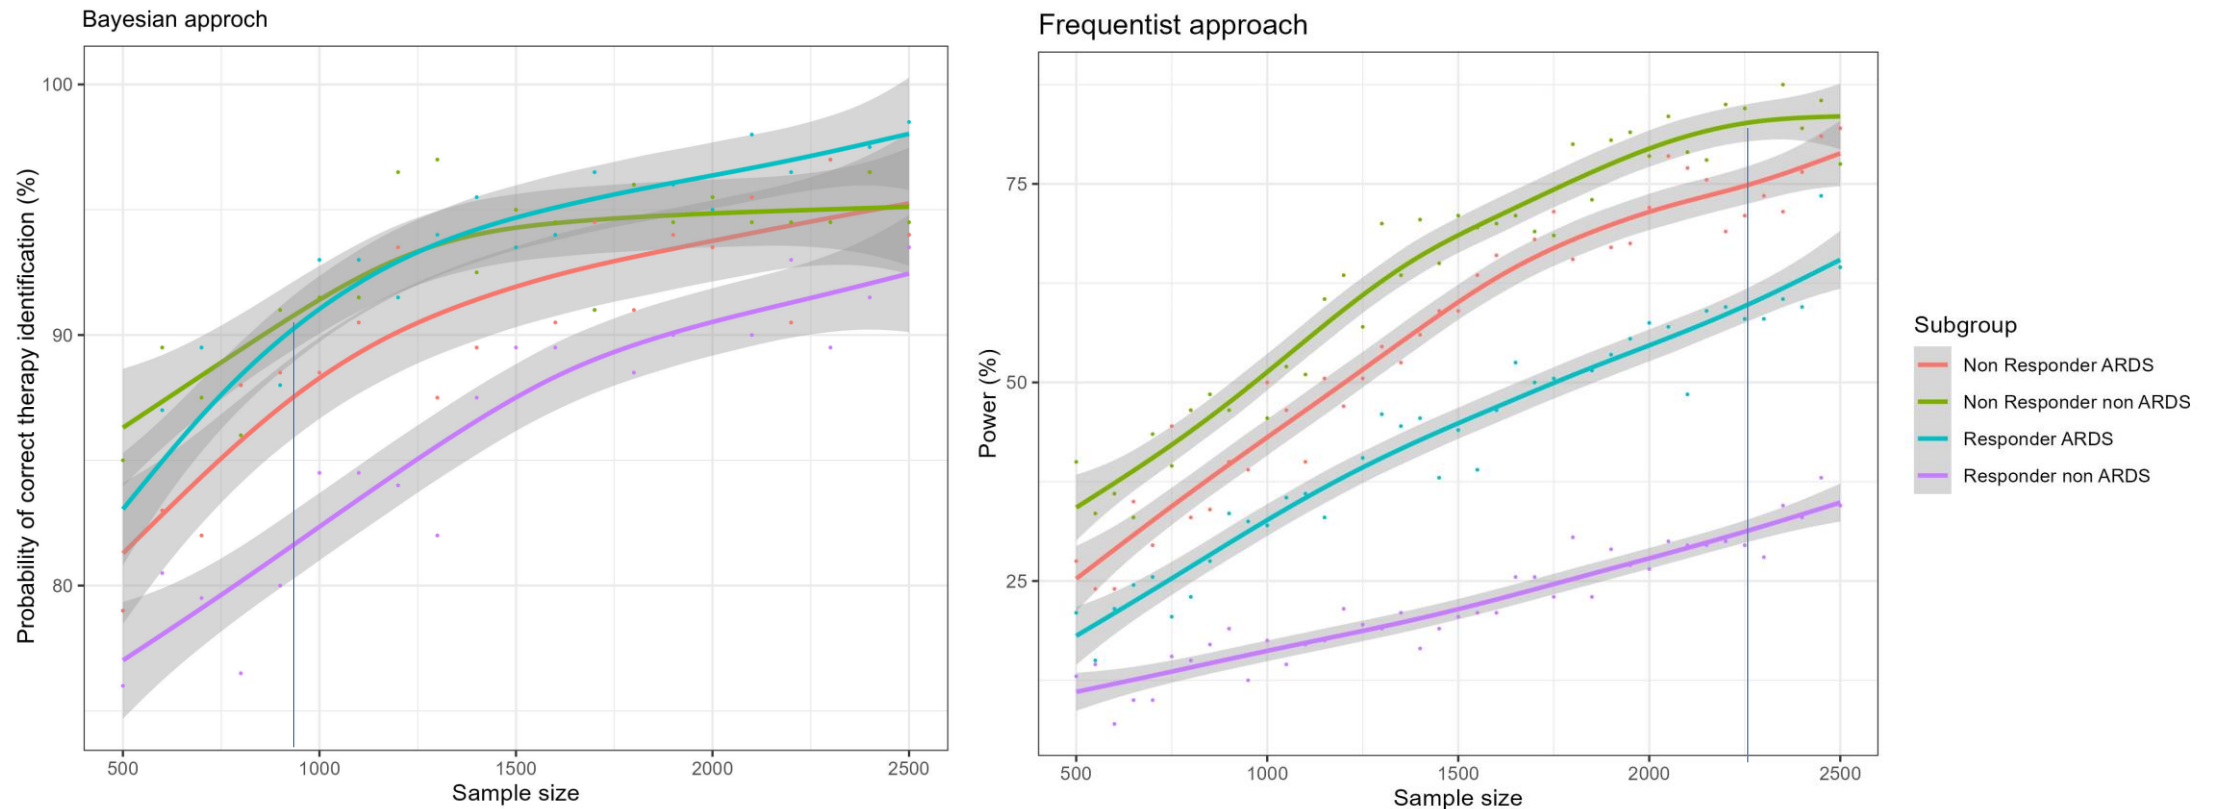 Bayesian approch
Probability of correct therapy identification (%)
100
90
80
500 1000 1500 2000 2500
Sample size
Frequentist approach
Power (%)
75
50
25
500 1000 1500 2000 2500
Sample size
Subgroup
Non Responder ARDS
Non Responder non ARDS
Responder ARDS
Responder non ARDS